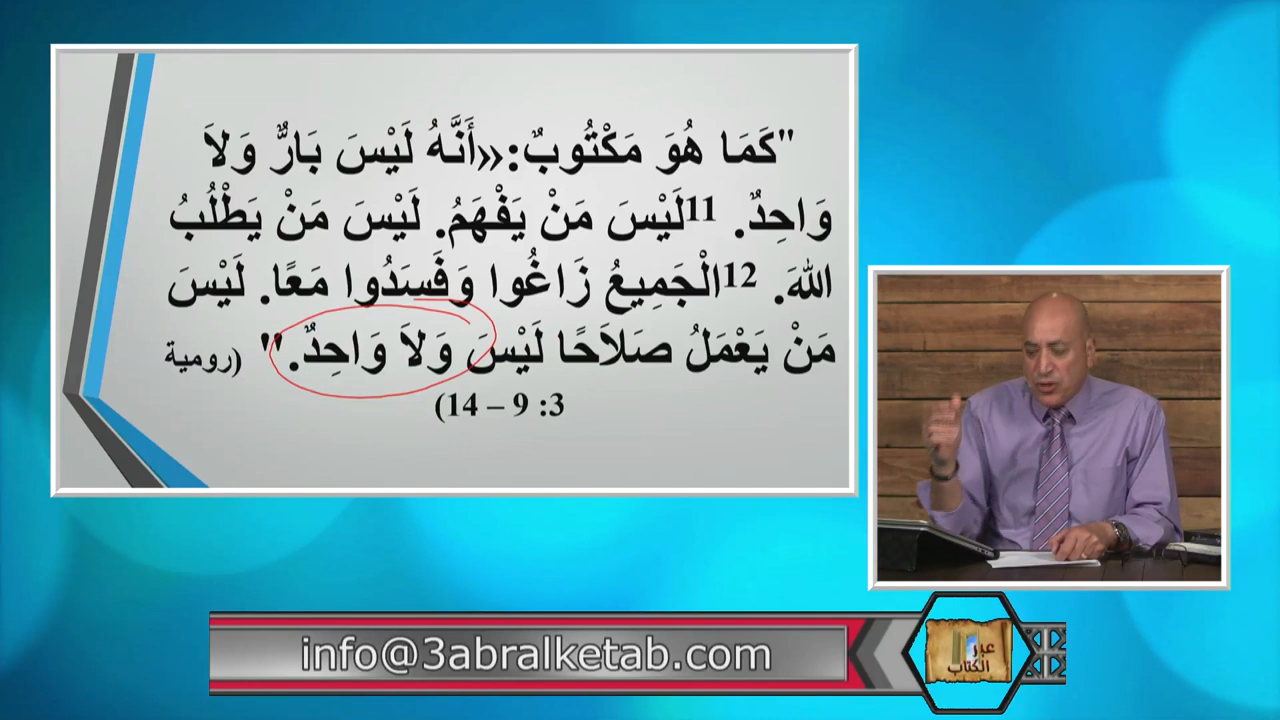 "كَمَا هُوَ مَكْتُوبٌ:«أَنَّهُ لَيْسَ بَارٌّ وَلاَ
وَاحِدٌ. 11لَيْسَ مَنْ يَفْهَمُ. لَيْسَ مَنْ يَطْلُبُ
اللهَ. 12الْجَمِيعُ زَاغُوا وَفَسَدُوا مَعًا. لَيْسَ
مَنْ يَعْمَلُ صَلاَحًا لَيْسَ وَلاَ وَاحِدٌ." (رومية
3: 9 – 14)
info@3abralketab.com
عبر
الكتاب